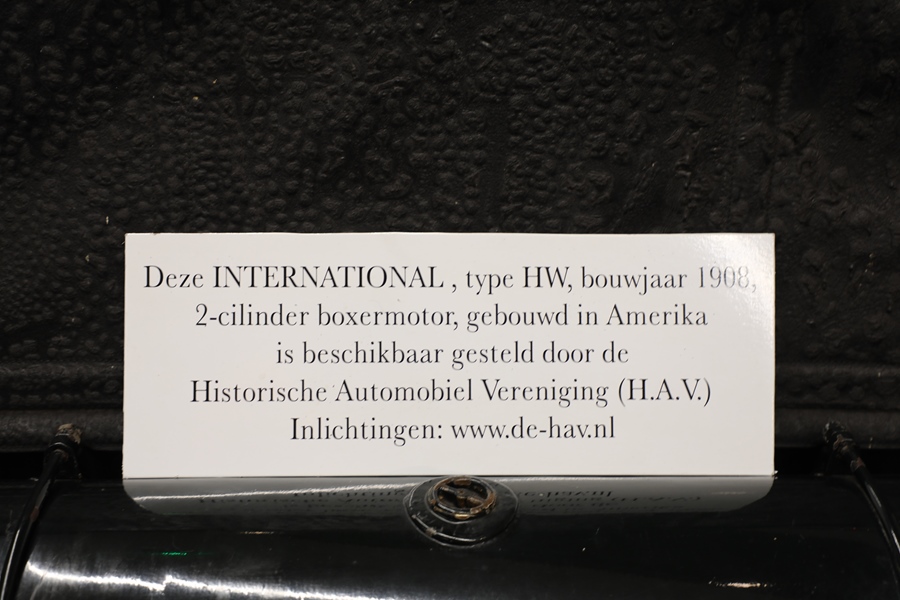 Deze INTERNATIONAL , type HW, bouwjaar 1908,
2-cilinder boxermotor, gebouwd in Amerika
is beschikbaar gesteld door de
Historische Automobiel Vereniging (H.A.V.)
Inlichtingen: www.de-hav.nl